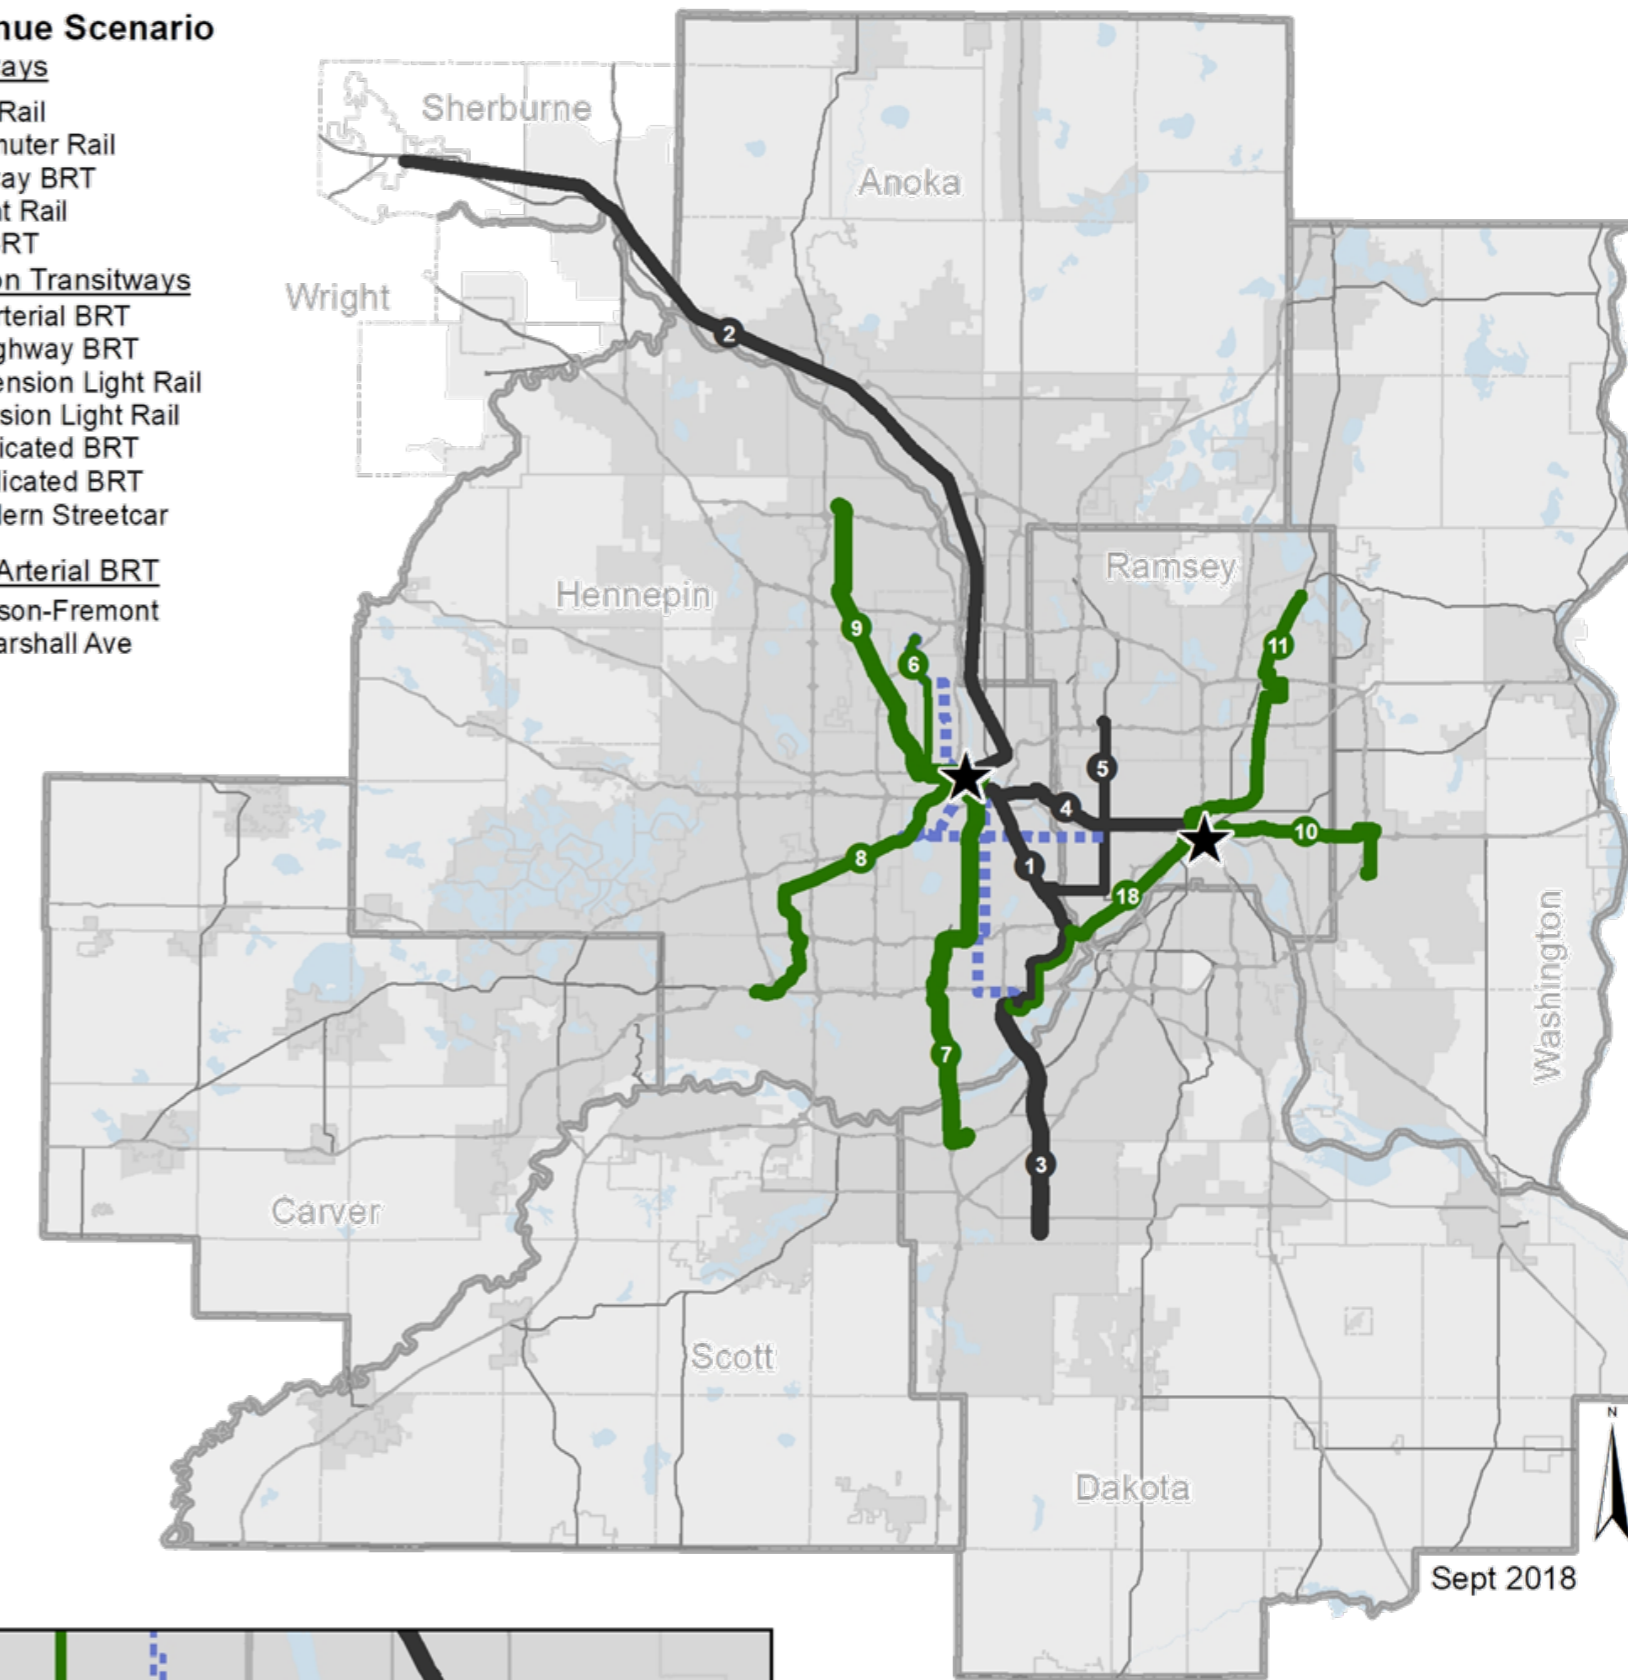 nue Scenario
ays
Rail
nuter Rail
ay BRT
t Rail
RT
on Transitways
rterial BRT
ghway BRT
ension Light Rail
sion Light Rail
icated BRT
licated BRT
lern Streetcar
Arterial BRT
son-Fremont
arshall Ave
Sherburne
Anoka
Wright
2
Hennepin
Ramsey
9
11
6
5
4
10
8
1
18
Washington
7
3
Carver
Scott
Dakota
N
Sept 2018